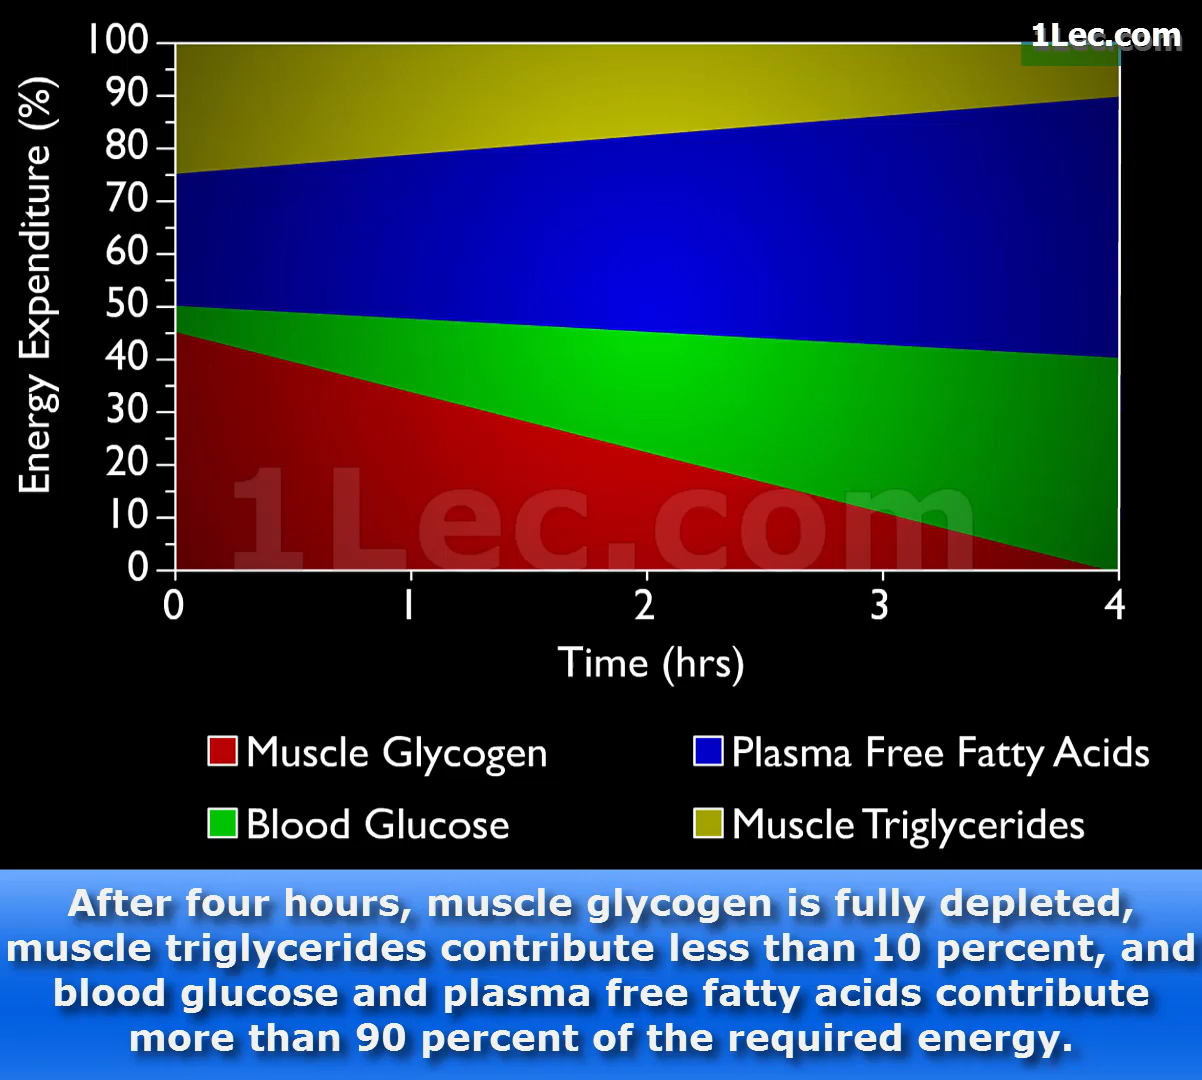 1Lec.com
100
90
80
70
60
50
40
30
20
10
0
Energy Expenditure (%)
1Lec.com
0 1 2 3 4
Time (hrs)
Muscle Glycogen Plasma Free Fatty Acids
Blood Glucose Muscle Triglycerides
After four hours, muscle glycogen is fully depleted,
muscle triglycerides contribute less than 10 percent, and
blood glucose and plasma free fatty acids contribute
more than 90 percent of the required energy.